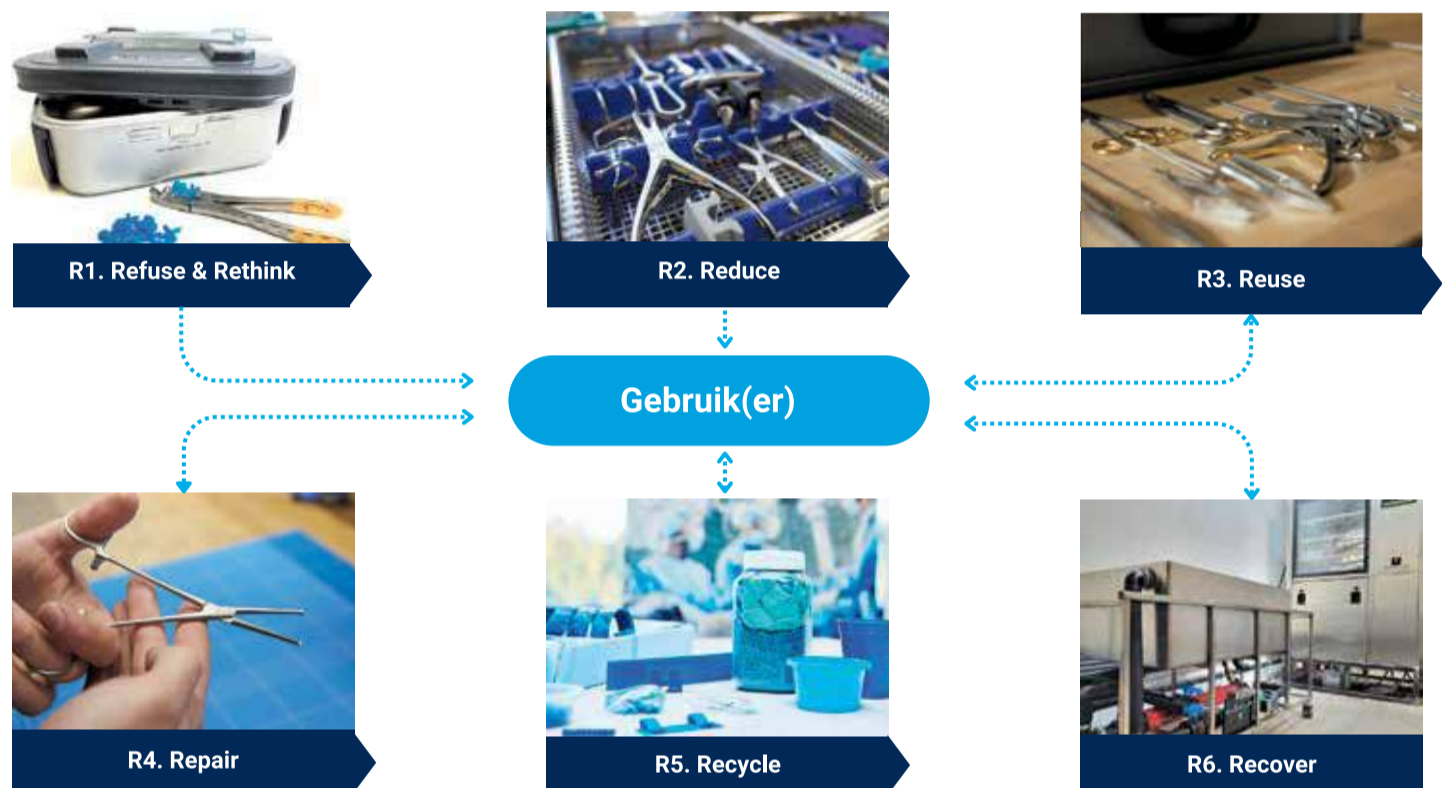 R1. Refuse & Rethink
R2. Reduce
R3. Reuse
Gebruik(er)
R4. Repair
R5. Recycle
R6. Recover